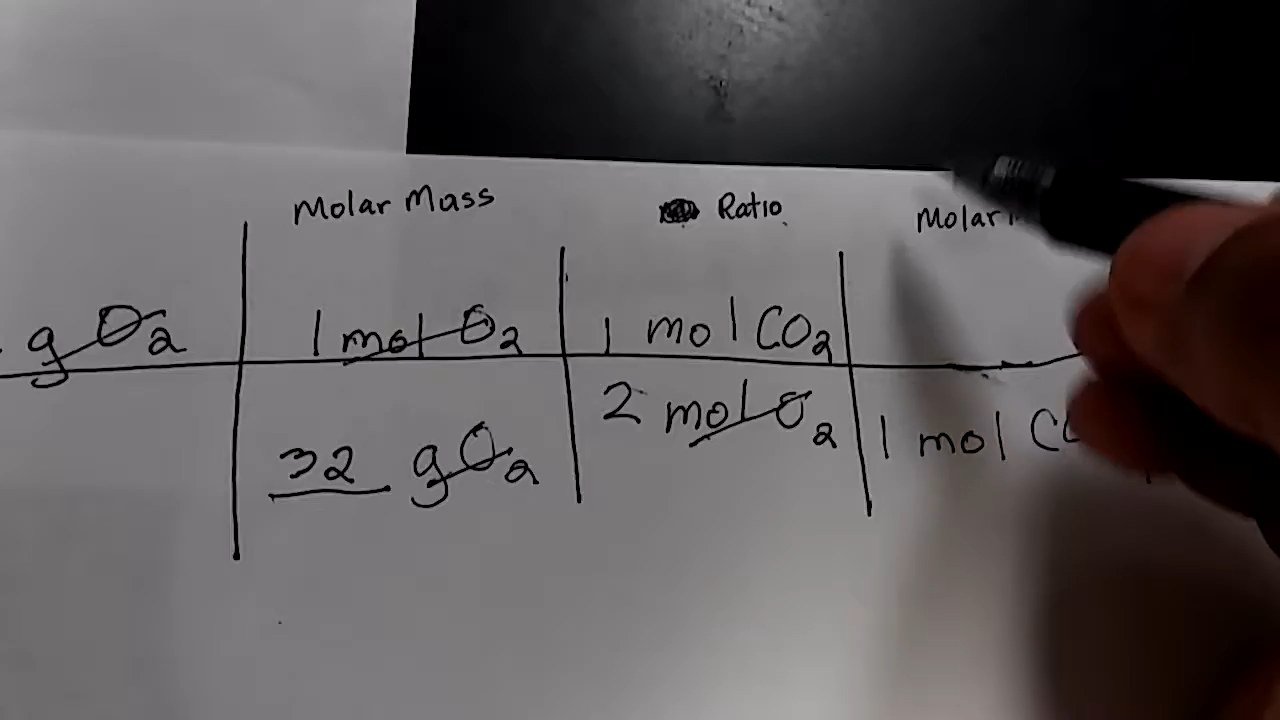 Molar Mass Ratio Molar
g O2 1 mol O2 1 mol CO2
32 g O2 2 mol O2 1 mol